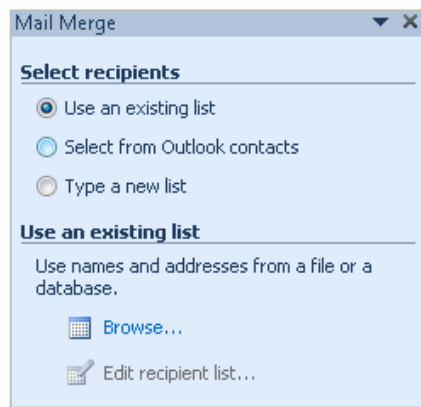 Mail Merge
Select recipients
Use an existing list
Select from Outlook contacts
Type a new list
Use an existing list
Use names and addresses from a file or a
database.
Browse...
Edit recipient list...